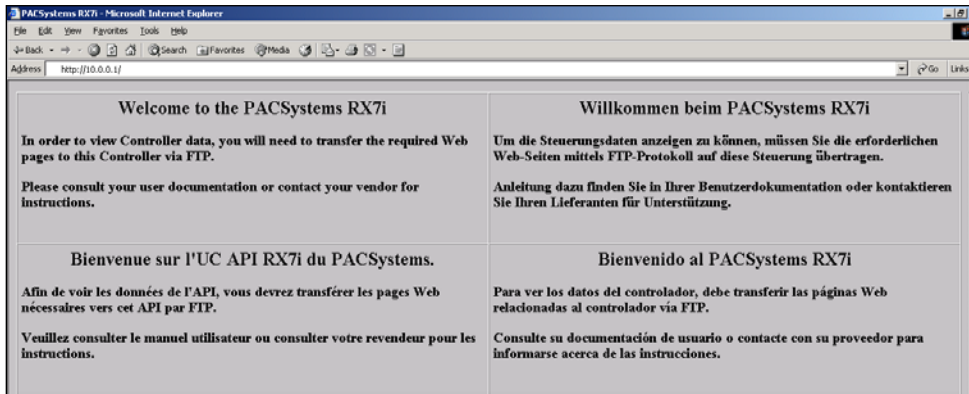 PACSystems RX7i - Microsoft Internet Explorer
File Edit View Favorites Tools Help
Back Search Favorites Media
Address http://10.0.0.1/ Go Links
Welcome to the PACSystems RX7i
In order to view Controller data, you will need to transfer the required Web
pages to this Controller via FTP.
Please consult your user documentation or contact your vendor for
instructions.
Willkommen beim PACSystems RX7i
Um die Steuerungsdaten anzeigen zu können, müssen Sie die erforderlichen
Web-Seiten mittels FTP-Protokoll auf diese Steuerung übertragen.
Anleitung dazu finden Sie in Ihrer Benutzerdokumentation oder kontaktieren
Sie Ihren Lieferanten für Unterstützung.
Bienvenue sur l'UC API RX7i du PACSystems.
Afin de voir les données de l'API, vous devrez transférer les pages Web
nécessaires vers cet API par FTP.
Veuillez consulter le manuel utilisateur ou consulter votre revendeur pour les
instructions.
Bienvenido al PACSystems RX7i
Para ver los datos del controlador, debe transferir las páginas Web
relacionadas al controlador vía FTP.
Consulte su documentación de usuario o contacte con su proveedor para
informarse acerca de las instrucciones.